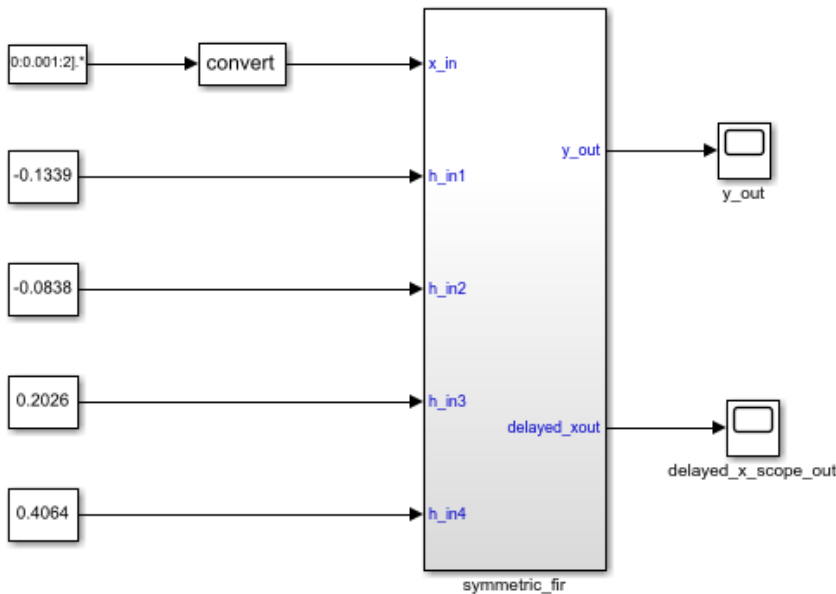 0:0.001:2].*
convert
x_in
-0.1339
h_in1
y_out
y_out
-0.0838
h_in2
0.2026
h_in3
delayed_xout
delayed_x_scope_out
0.4064
h_in4
symmetric_fir